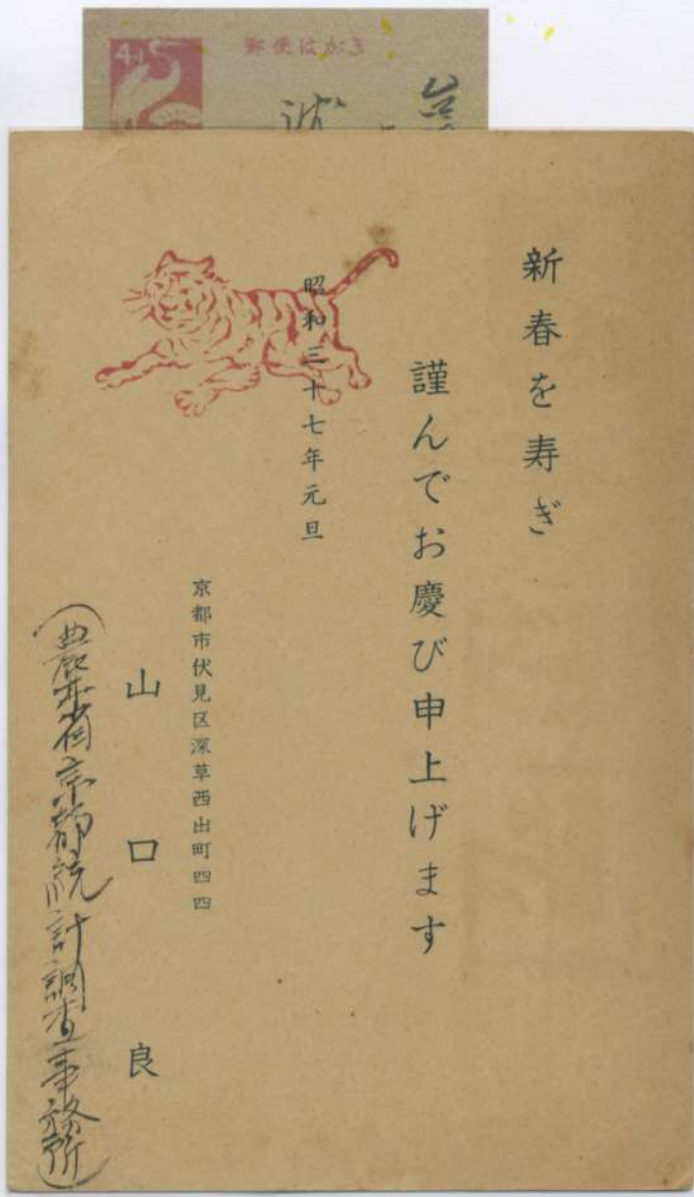 郵便はがき
新春を寿ぎ
謹んでお慶び申上げます
昭和三十七年元旦
京都市伏見区深草西出町四四
山口良
(農林省京都統計調査事務所)